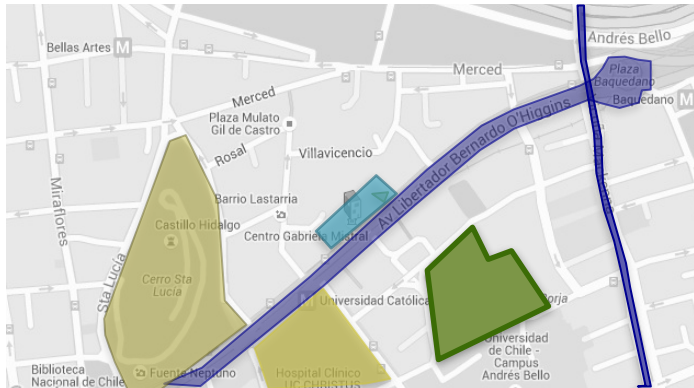 Andrés Bello
Bellas Artes M
Merced
Plaza
Baquedano
Merced
Baquedano M
Plaza Mulato
Gil de Castro
Rosal
Villavicencio
Av Libertador Bernardo O'Higgins
Miraflores
Barrio Lastarria
Castillo Hidalgo
Centro Gabriela Mistral
Sta Lucía
Cerro Sta
Lucía
Universidad Católica
Borja
Universidad
de Chile -
Campus
Andrés Bello
Biblioteca
Nacional de Chile
Fuente Neptuno
Hospital Clínico
UC CHRISTUS